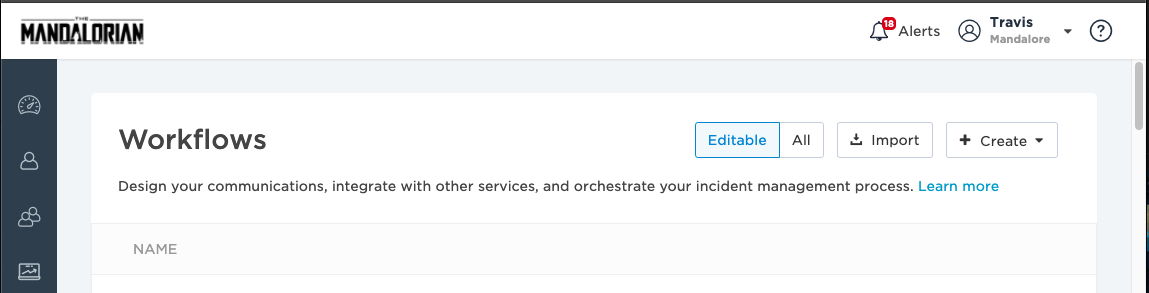 THE
MANDALORIAN
18
Alerts
Travis
Mandalore
?
Workflows
Editable
All
Import
+ Create
Design your communications, integrate with other services, and orchestrate your incident management process. Learn more
NAME